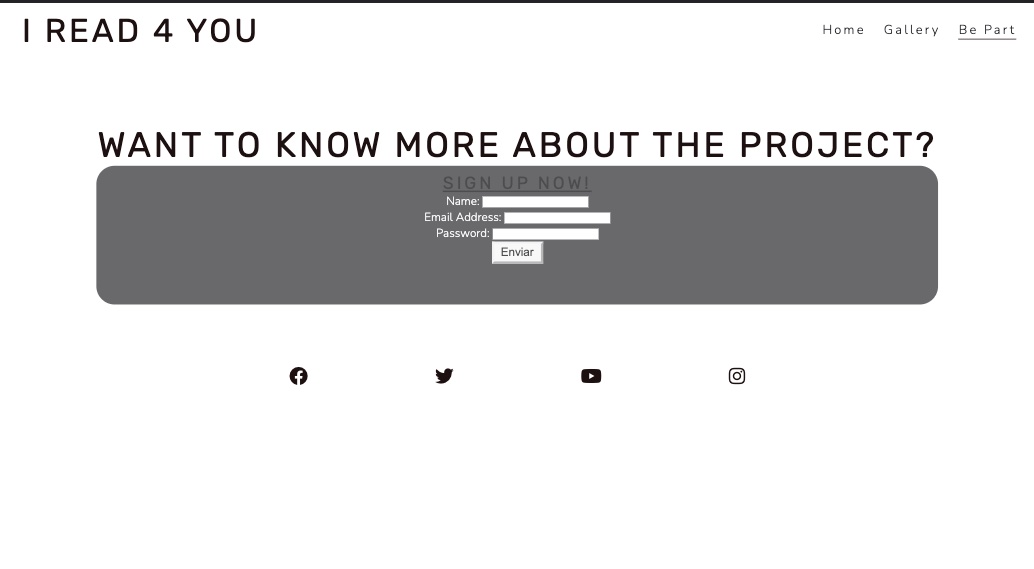 I READ 4 YOU
Home Gallery Be Part
WANT TO KNOW MORE ABOUT THE PROJECT?
SIGN UP NOW!
Name:
Email Address:
Password:
Enviar